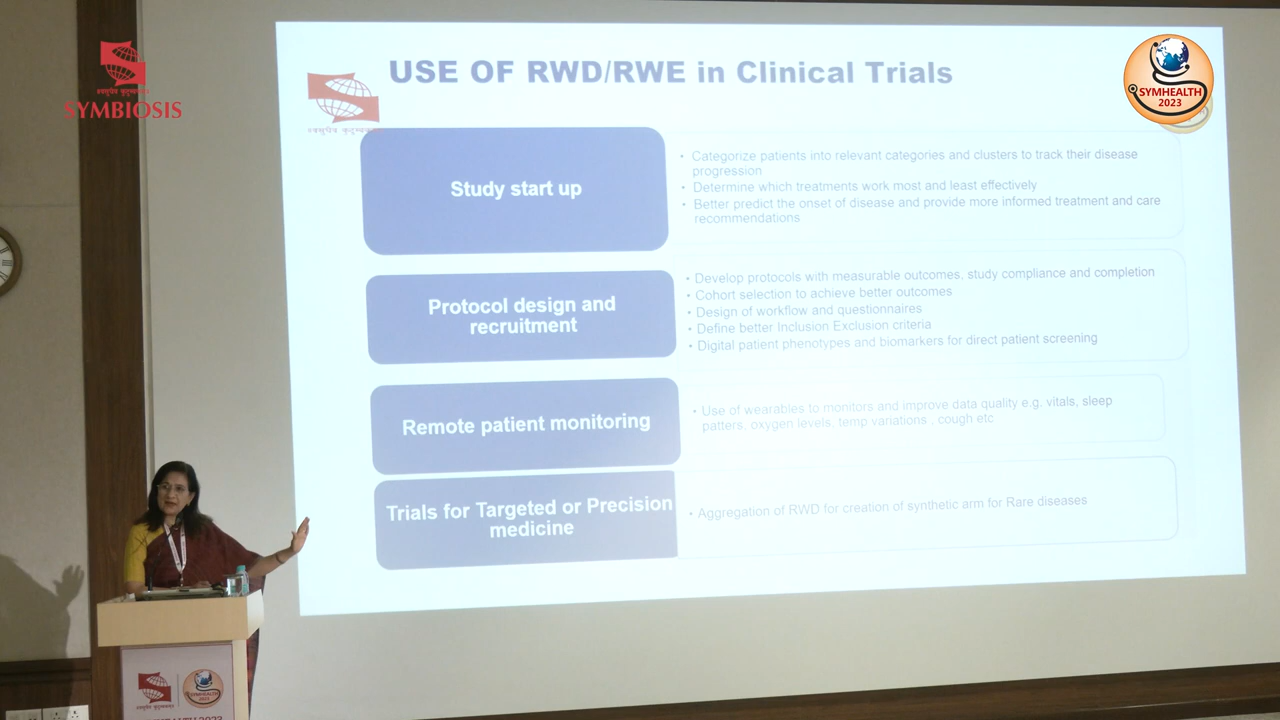 SYMBIOSIS
USE OF RWD/RWE in Clinical Trials
SYMHEALTH
2023
Study start up
• Categorize patients into relevant categories and clusters to track their disease
progression
• Determine which treatments work most and least effectively
• Better predict the onset of disease and provide more informed treatment and care
recommendations
Protocol design and
recruitment
• Develop protocols with measurable outcomes, study compliance and completion
• Cohort selection to achieve better outcomes
• Design of workflow and questionnaires
• Define better Inclusion Exclusion criteria
• Digital patient phenotypes and biomarkers for direct patient screening
Remote patient monitoring
• Use of wearables to monitors and improve data quality e.g. vitals, sleep
patters, oxygen levels, temp variations , cough etc
Trials for Targeted or Precision
medicine
• Aggregation of RWD for creation of synthetic arm for Rare diseases
SYMHEALTH
2023